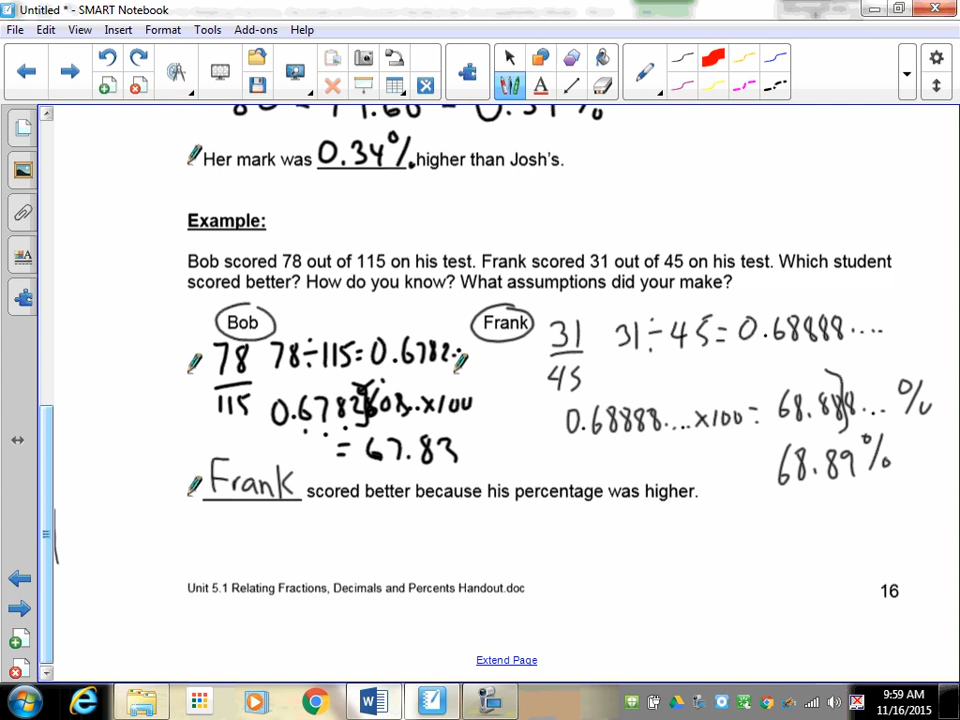 Untitled * - SMART Notebook
File Edit View Insert Format Tools Add-ons Help
Her mark was 0.34%. higher than Josh's.
Example:
Bob scored 78 out of 115 on his test. Frank scored 31 out of 45 on his test. Which student
scored better? How do you know? What assumptions did your make?
Bob
Frank
78
115
78÷115=0.6782
x100
= 67.83
31
45
31÷45=0.68888....
0.68888....x100= 68.888... %
68.89%
Frank scored better because his percentage was higher.
Unit 5.1 Relating Fractions, Decimals and Percents Handout.doc
16
Extend Page
9:59 AM
11/16/2015